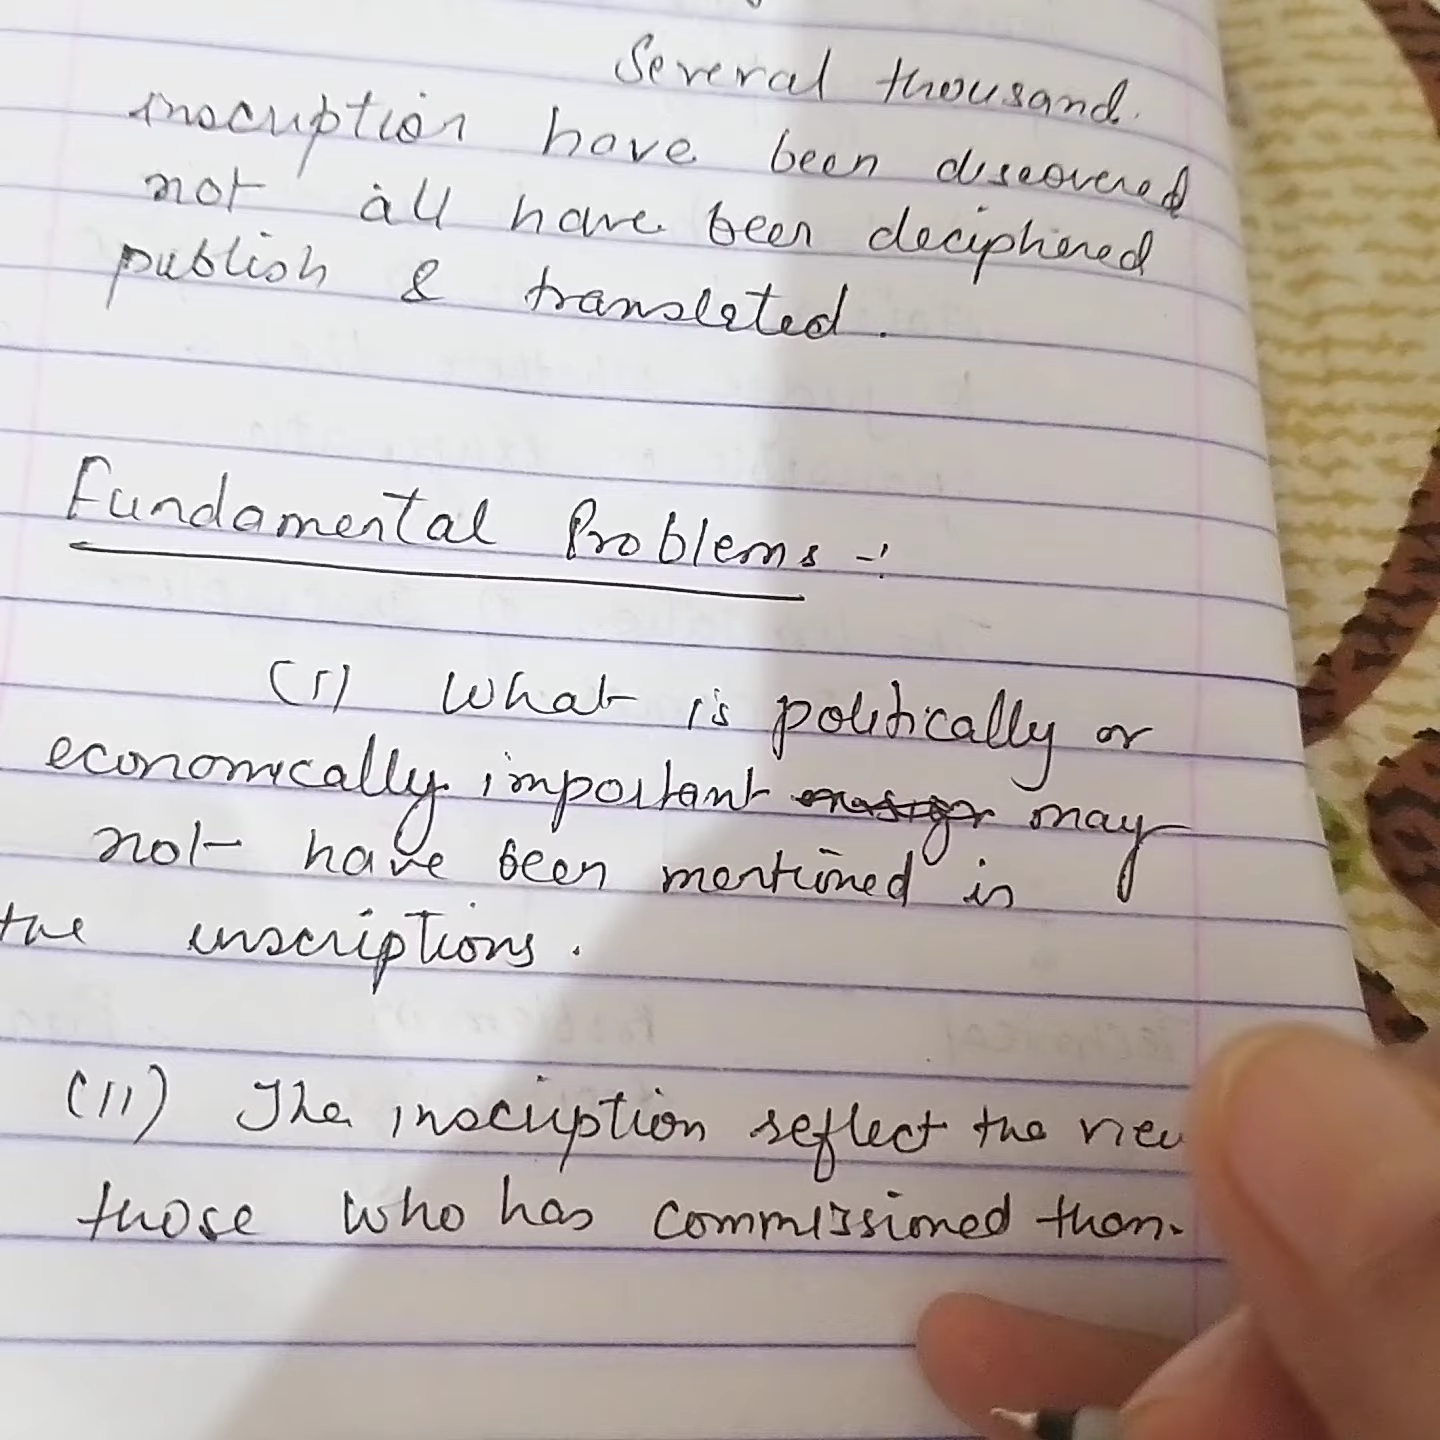 Several thousand.
inscription have been discovered
not all have been deciphered
publish & translated.
Fundamental Problems :-
(I) What is politically or
economically important may
not have been mentioned in
the inscriptions.
(II) The inscription reflect the view
those who has commissioned them.